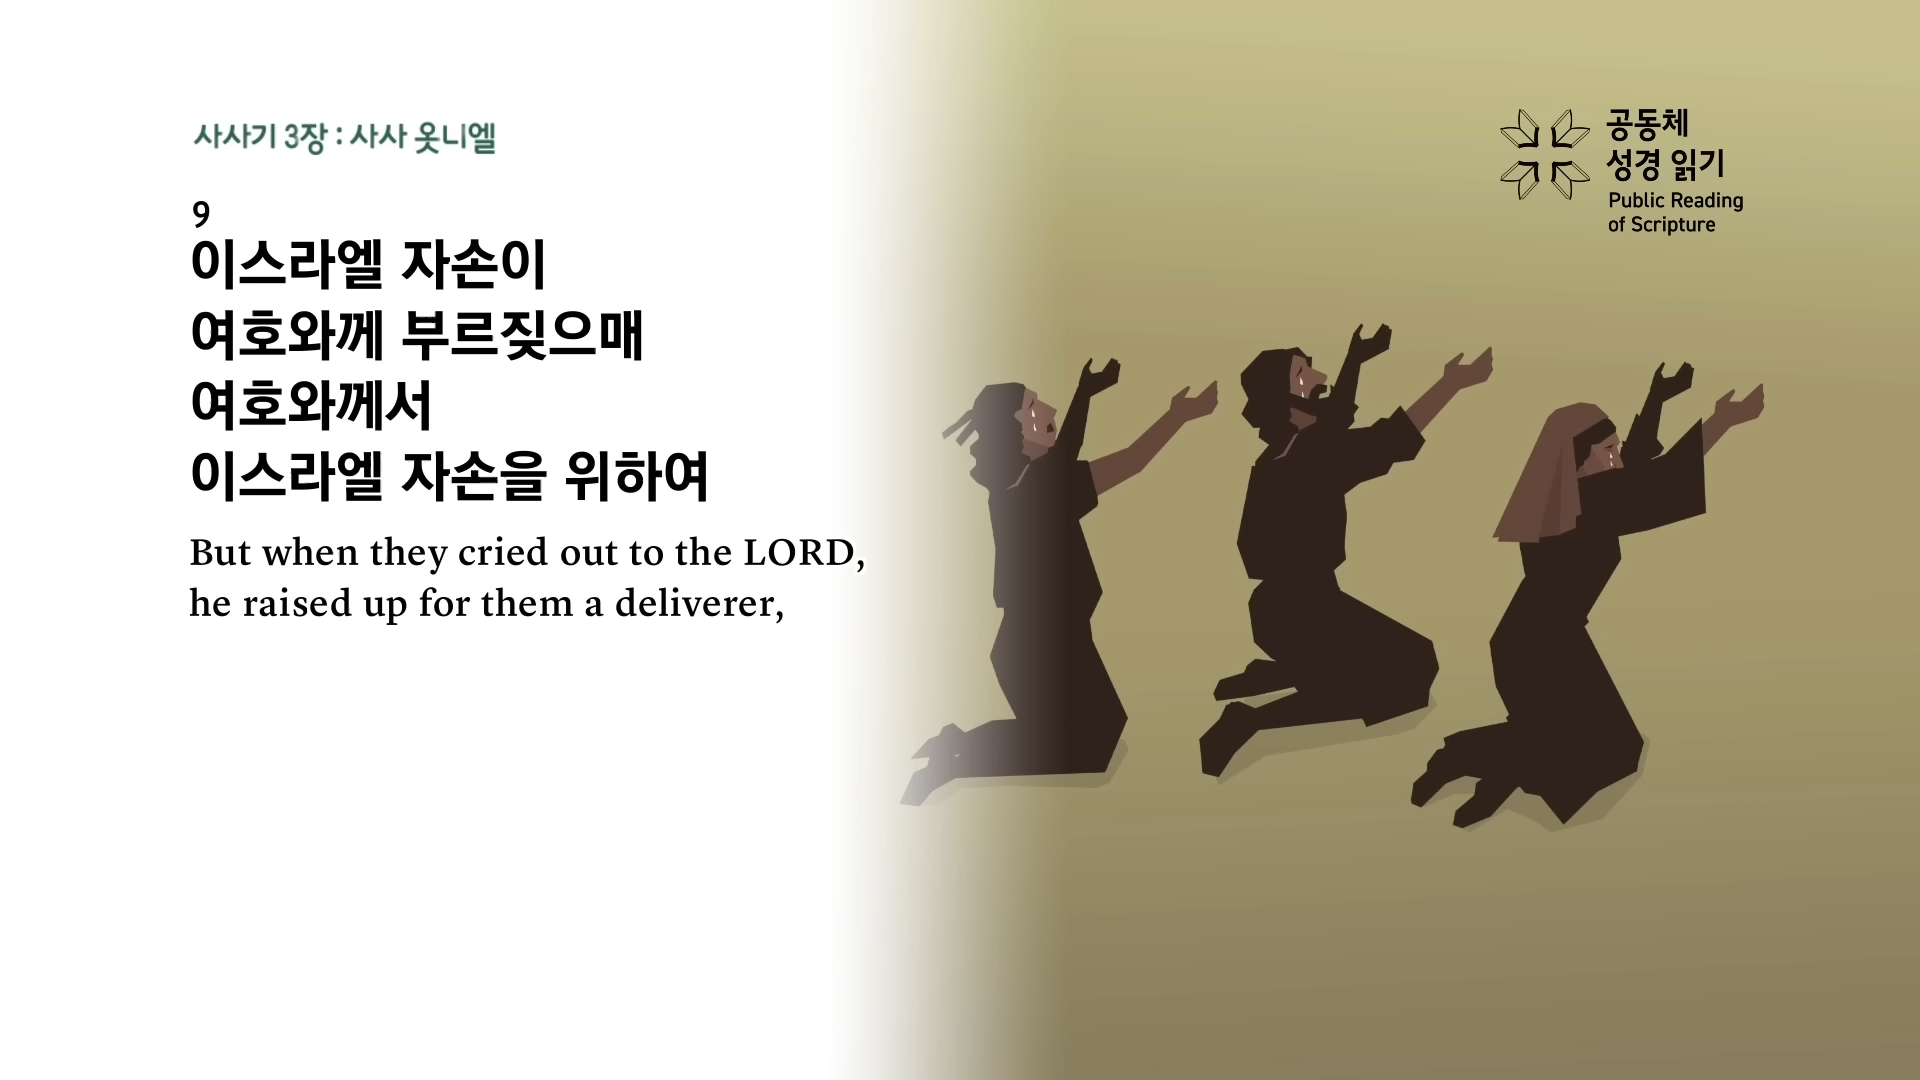 사사기 3장 : 사사 옷니엘
9
이스라엘 자손이
여호와께 부르짖으매
여호와께서
이스라엘 자손을 위하여
But when they cried out to the LORD,
he raised up for them a deliverer,
공동체
성경 읽기
Public Reading
of Scripture